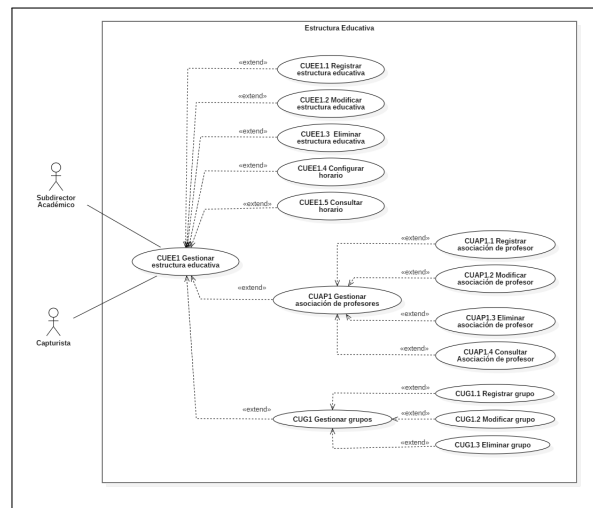 Estructura Educativa
«extend»
CUEE1.1 Registrar
estructura educativa
«extend»
CUEE1.2 Modificar
estructura educativa
«extend»
CUEE1.3 Eliminar
estructura educativa
«extend»
CUEE1.4 Configurar
horario
«extend»
CUEE1.5 Consultar
horario
Subdirector
Académico
CUEE1 Gestionar
estructura educativa
Capturista
«extend»
CUAP1 Gestionar
asociación de profesores
«extend»
CUAP1.1 Registrar
asociación de profesor
«extend»
CUAP1.2 Modificar
asociación de profesor
«extend»
CUAP1.3 Eliminar
asociación de profesor
«extend»
CUAP1.4 Consultar
Asociación de profesor
«extend»
CUG1 Gestionar grupos
«extend»
CUG1.1 Registrar grupo
«extend»
CUG1.2 Modificar grupo
«extend»
CUG1.3 Eliminar grupo